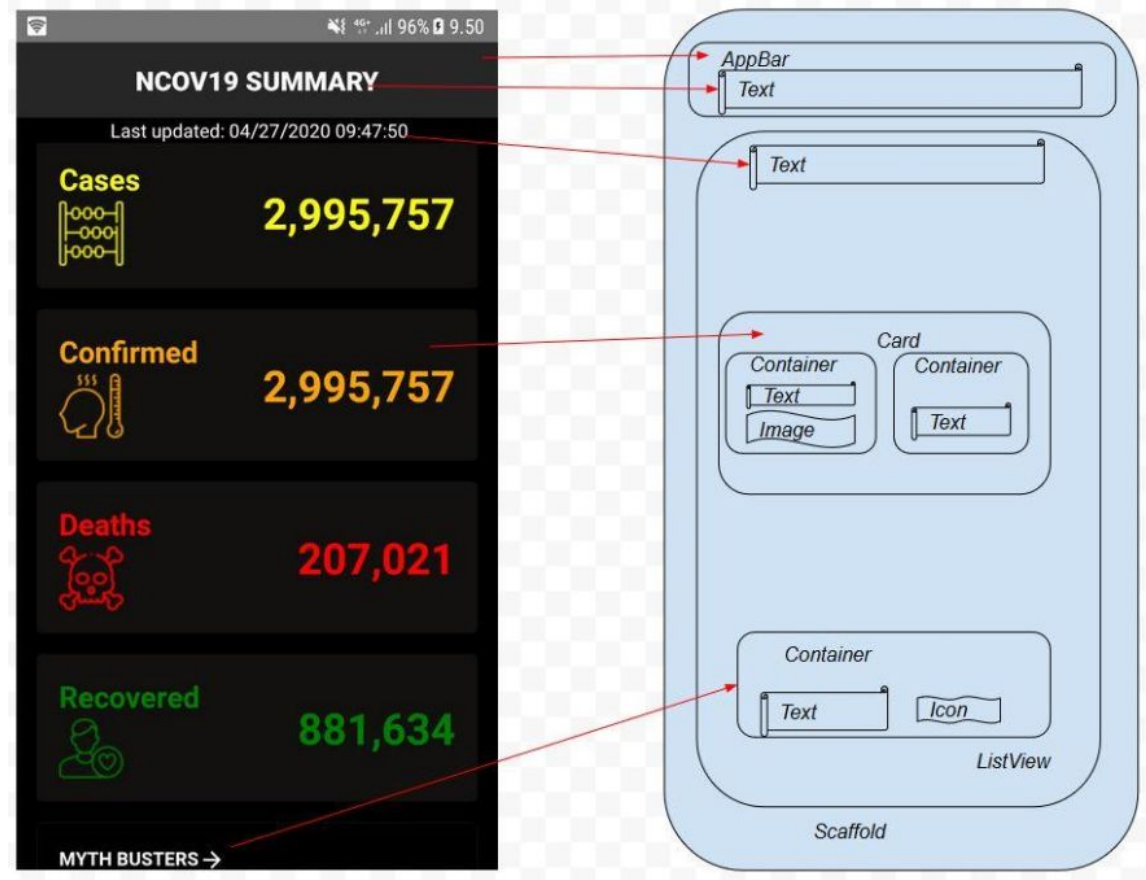 4G+ 96% 9.50
NCOV19 SUMMARY
Last updated: 04/27/2020 09:47:50
Cases
2,995,757
Confirmed
2,995,757
Deaths
207,021
Recovered
881,634
MYTH BUSTERS →
AppBar
Text
Text
Card
Container
Text
Image
Container
Text
Container
Text
Icon
ListView
Scaffold